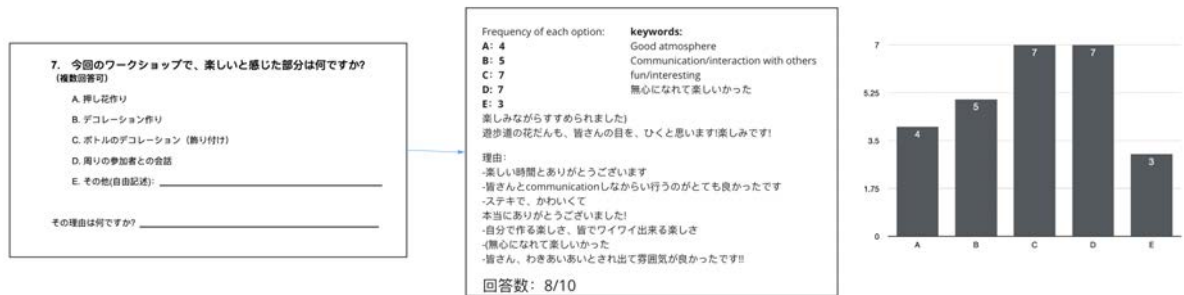 7. 今回のワークショップで、楽しいと感じた部分は何ですか?
(複数回答可)
A. 押し花作り
B. デコレーション作り
C. ボトルのデコレーション（飾り付け）
D. 周りの参加者との会話
E. その他(自由記述):
その理由は何ですか?
Frequency of each option:
A: 4
B: 5
C: 7
D: 7
E: 3
keywords:
Good atmosphere
Communication/interaction with others
fun/interesting
無心になれて楽しいかった
楽しみながらすすめられました)
遊歩道の花だんも、皆さんの目を、ひくと思います!楽しみです!
理由:
-楽しい時間とありがとうございます
-皆さんとcommunicationしなからい行うのがとても良かったです
-ステキで、かわいくて
本当にありがとうございました!
-自分で作る楽しさ、皆でワイワイ出来る楽しさ
-(無心になれて楽しいかった
-皆さん、わきあいあいとされ出て雰囲気が良かったです!!
回答数: 8/10
7
5.25
3.5
1.75
0
4
5
7
7
3
A B C D E